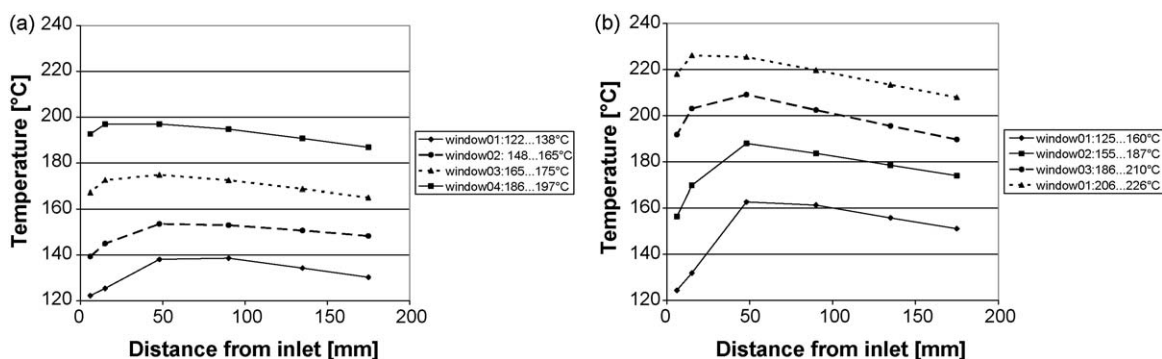 (a)
240
220
200
180
160
140
120
0 50 100 150 200
Temperature [°C]
Distance from inlet [mm]
window01:122...138°C
window02: 148...165°C
window03:165...175°C
window04:186...197°C
(b)
240
220
200
180
160
140
120
0 50 100 150 200
Temperature [°C]
Distance from inlet [mm]
window01:125...160°C
window02:155...187°C
window03:186...210°C
window01:206...226°C